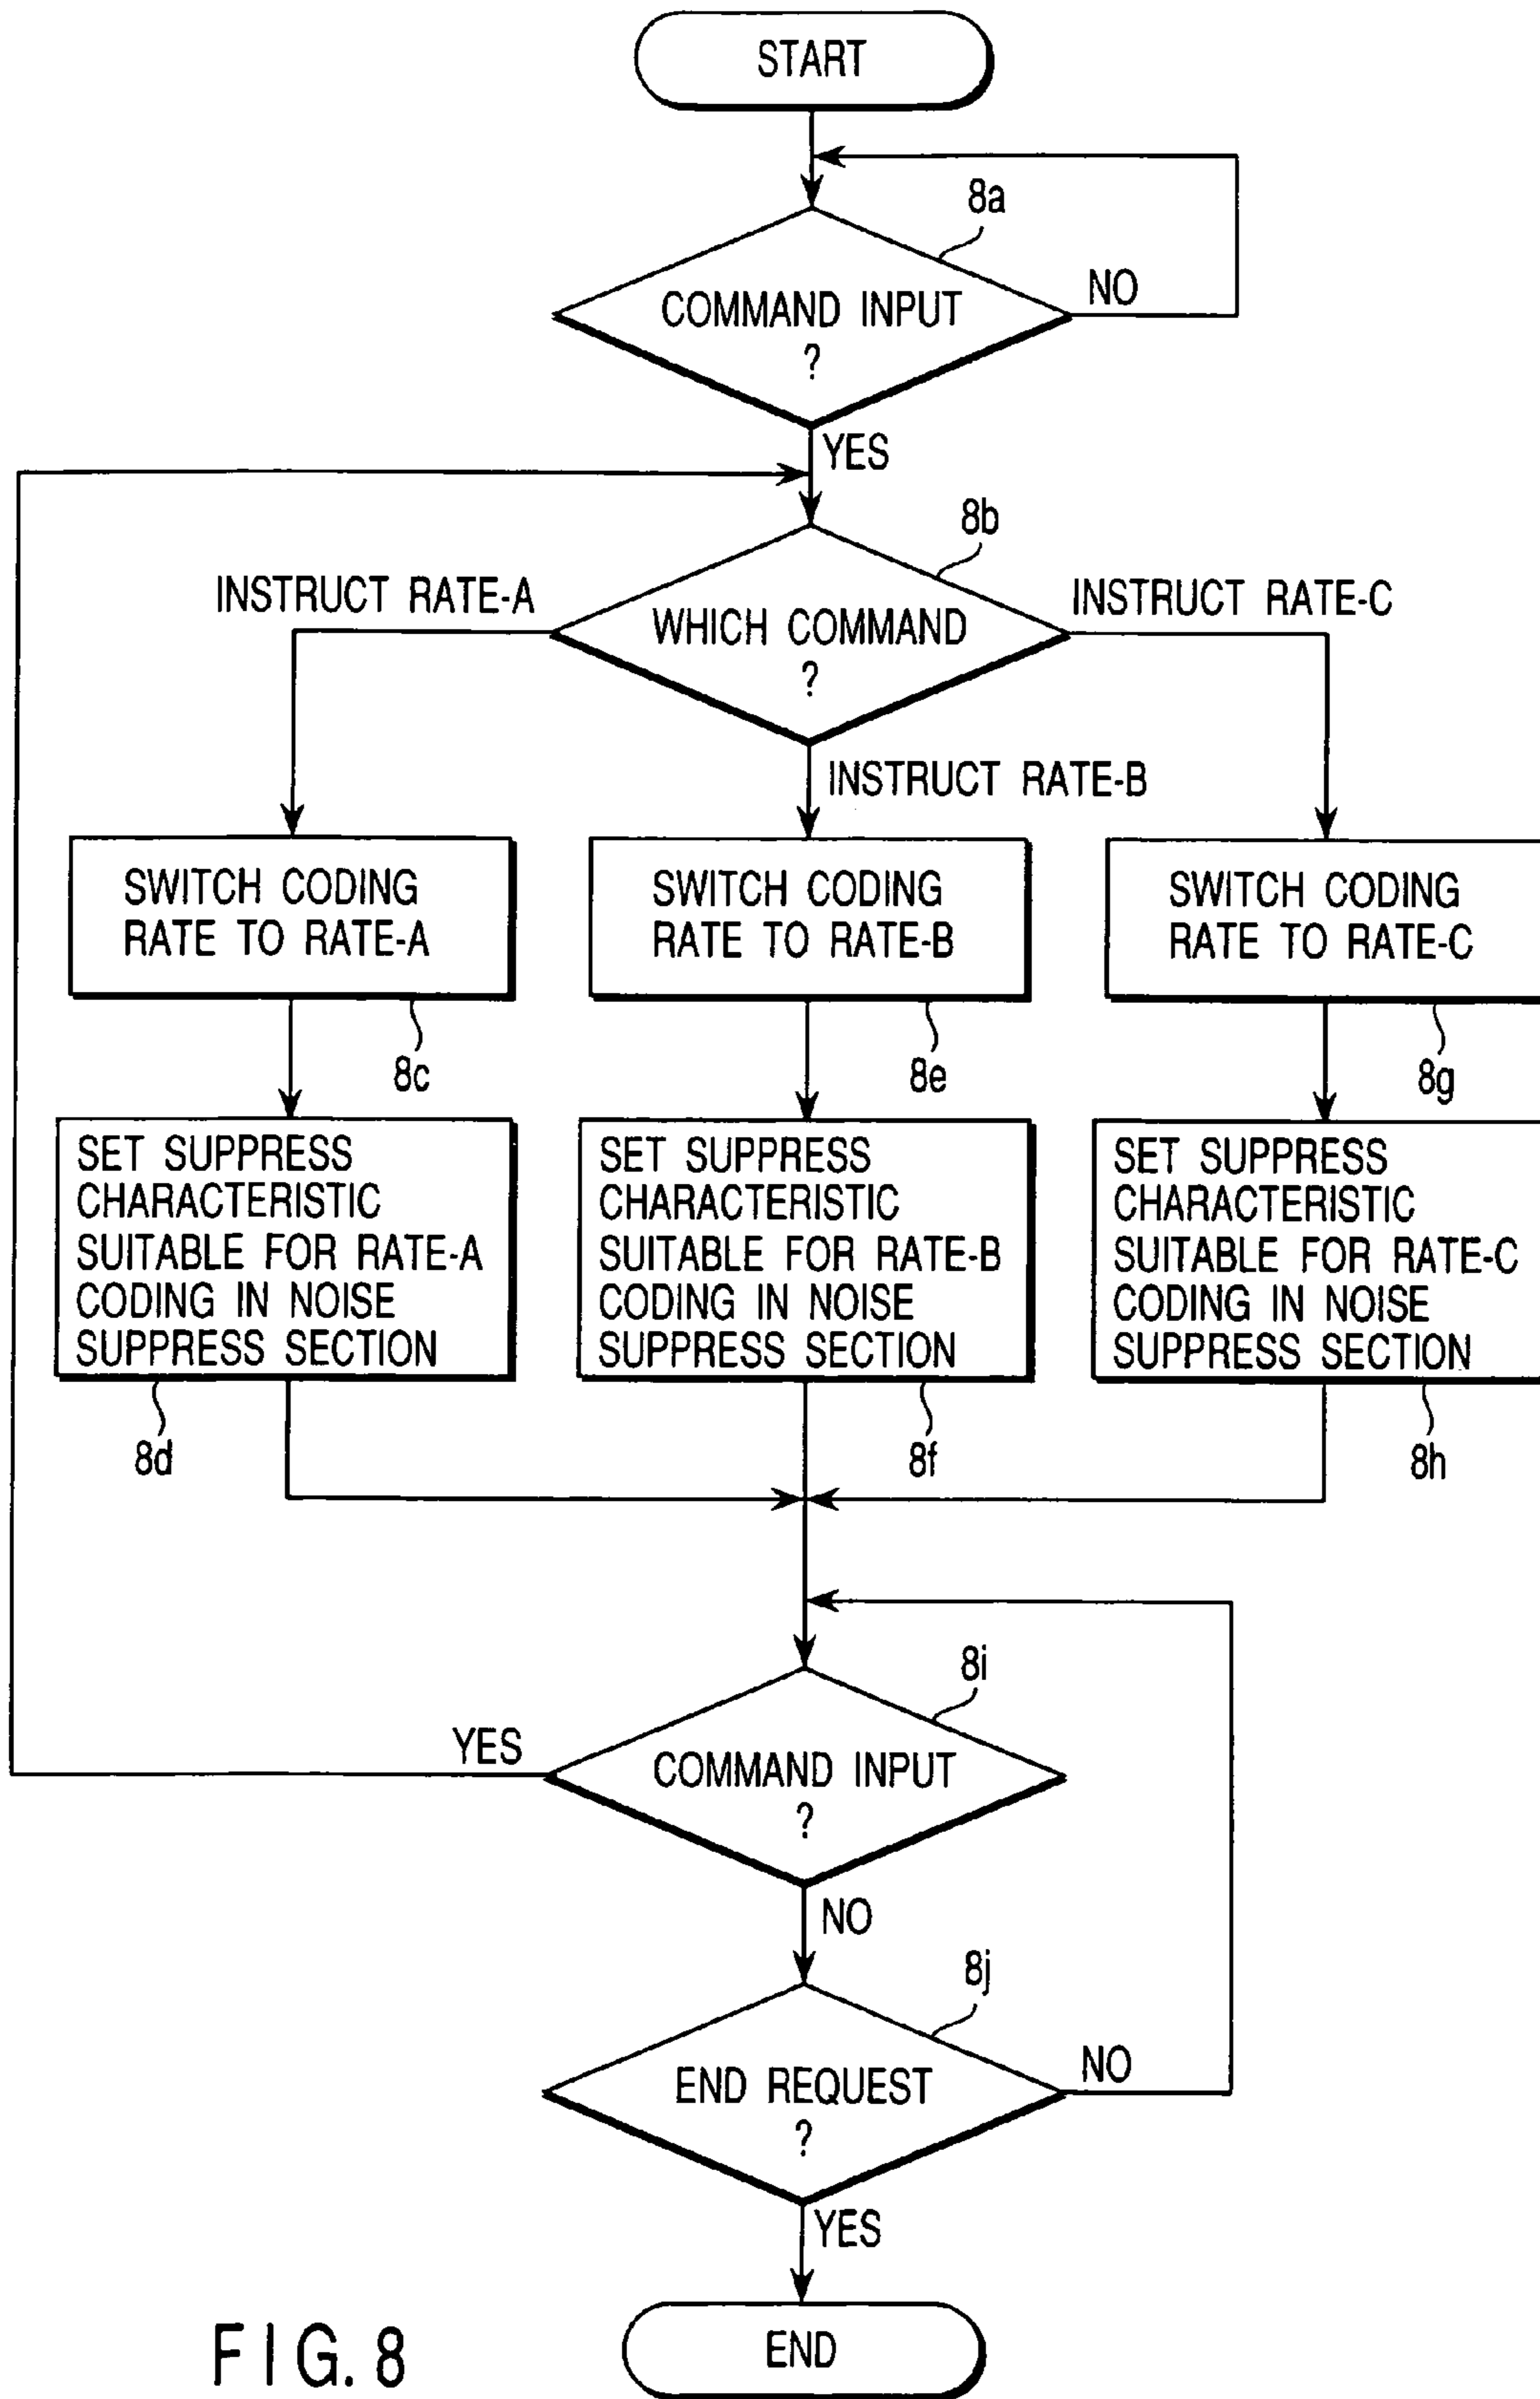 START
8a
COMMAND INPUT
?
NO
YES
8b
INSTRUCT RATE-A
INSTRUCT RATE-C
WHICH COMMAND
?
INSTRUCT RATE-B
SWITCH CODING
RATE TO RATE-A
SWITCH CODING
RATE TO RATE-B
SWITCH CODING
RATE TO RATE-C
8c
8e
8g
SET SUPPRESS
CHARACTERISTIC
SUITABLE FOR RATE-A
CODING IN NOISE
SUPPRESS SECTION
SET SUPPRESS
CHARACTERISTIC
SUITABLE FOR RATE-B
CODING IN NOISE
SUPPRESS SECTION
SET SUPPRESS
CHARACTERISTIC
SUITABLE FOR RATE-C
CODING IN NOISE
SUPPRESS SECTION
8d
8f
8h
8i
YES
COMMAND INPUT
?
NO
8j
END REQUEST
?
NO
YES
END
FIG. 8